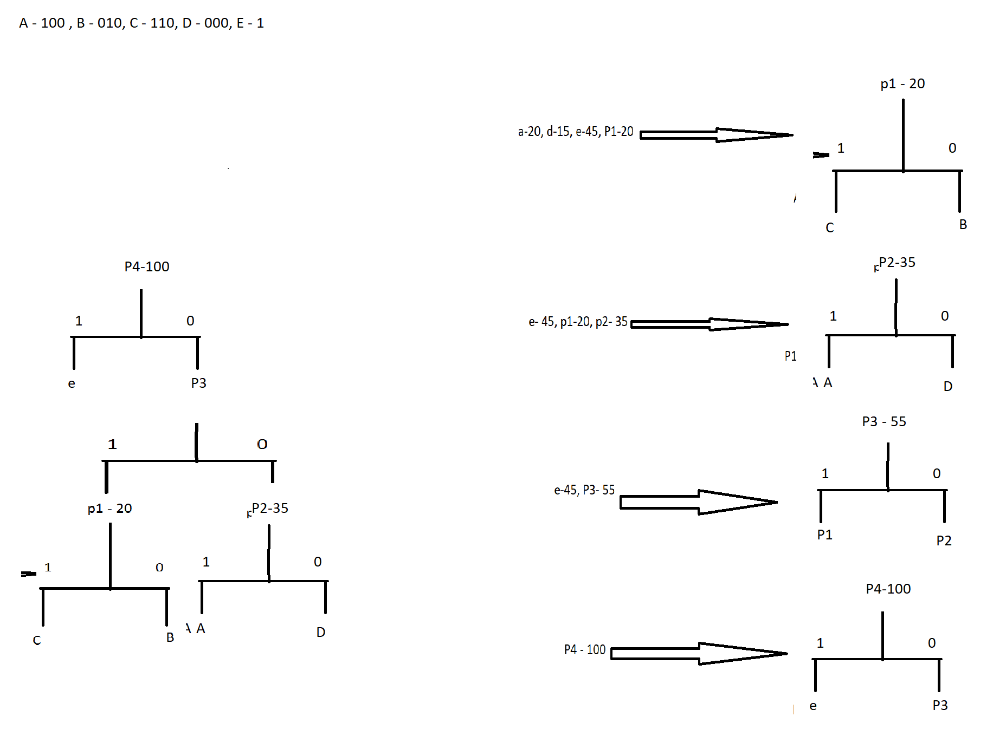 A - 100 , B - 010, C - 110, D - 000, E - 1
P4-100
1 0
e P3
1 O
p1 - 20 P2-35
1 0 1 0
C B A D
p1 - 20
a-20, d-15, e-45, P1-20
1 0
C B
P2-35
e- 45, p1-20, p2- 35
1 0
P1
A D
P3 - 55
e-45, P3- 55
1 0
P1 P2
P4-100
P4 - 100
1 0
e P3